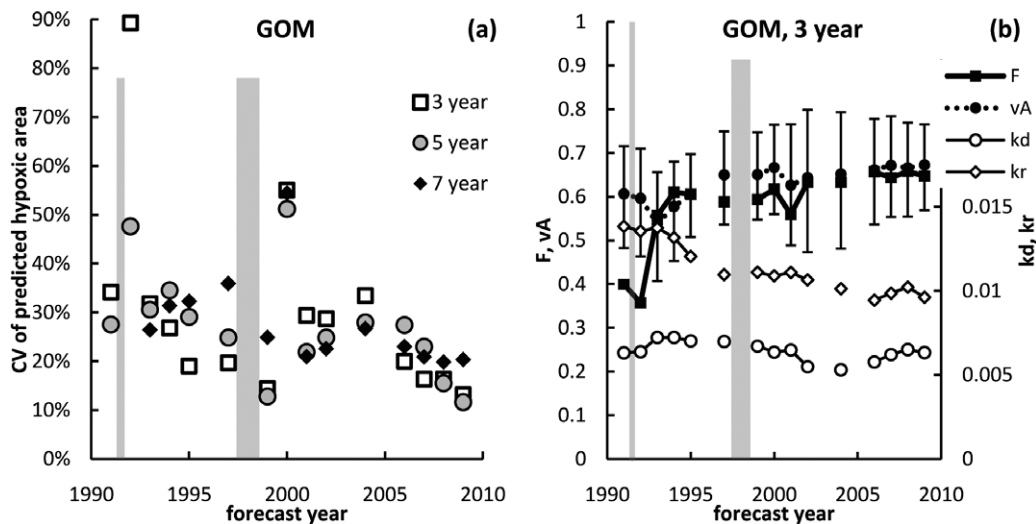 GOM
(a)
CV of predicted hypoxic area
90%
80%
70%
60%
50%
40%
30%
20%
10%
0%
3 year
5 year
7 year
1990 1995 2000 2005 2010
forecast year
GOM, 3 year
(b)
F, vA
1
0.9
0.8
0.7
0.6
0.5
0.4
0.3
0.2
0.1
0
F
vA
kd
kr
0.015
0.01
0.005
0
kd, kr
1990 1995 2000 2005 2010
forecast year